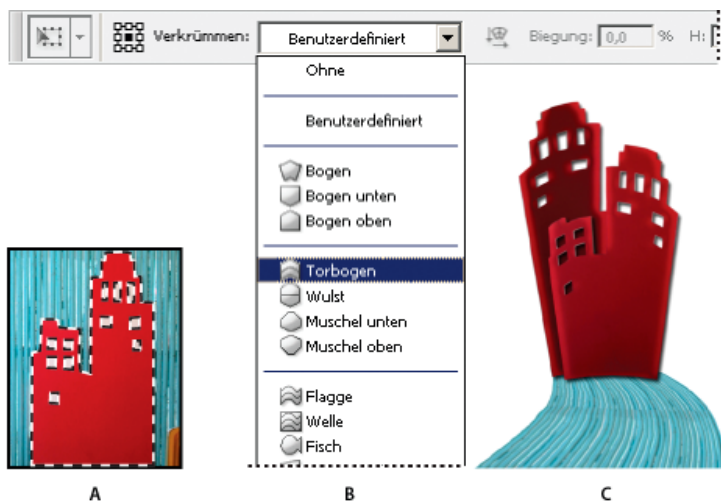 Verkrümmen: Benutzerdefiniert Biegung: 0,0 % H:
Ohne
Benutzerdefiniert
Bogen
Bogen unten
Bogen oben
Torbogen
Wulst
Muschel unten
Muschel oben
Flagge
Welle
Fisch
A B C